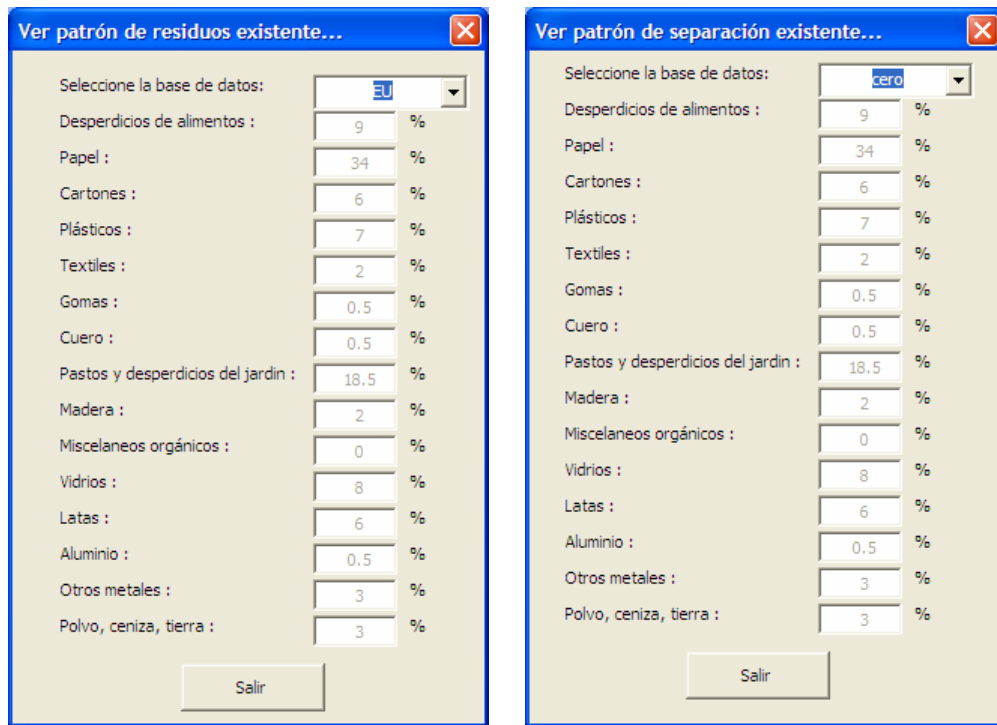 Ver patrón de residuos existente...
Seleccione la base de datos: EU
Desperdicios de alimentos : 9 %
Papel : 34 %
Cartones : 6 %
Plásticos : 7 %
Textiles : 2 %
Gomas : 0.5 %
Cuero : 0.5 %
Pastos y desperdicios del jardin : 18.5 %
Madera : 2 %
Miscelaneos orgánicos : 0 %
Vidrios : 8 %
Latas : 6 %
Aluminio : 0.5 %
Otros metales : 3 %
Polvo, ceniza, tierra : 3 %
Salir
Ver patrón de separación existente...
Seleccione la base de datos: cero
Desperdicios de alimentos : 9 %
Papel : 34 %
Cartones : 6 %
Plásticos : 7 %
Textiles : 2 %
Gomas : 0.5 %
Cuero : 0.5 %
Pastos y desperdicios del jardin : 18.5 %
Madera : 2 %
Miscelaneos orgánicos : 0 %
Vidrios : 8 %
Latas : 6 %
Aluminio : 0.5 %
Otros metales : 3 %
Polvo, ceniza, tierra : 3 %
Salir